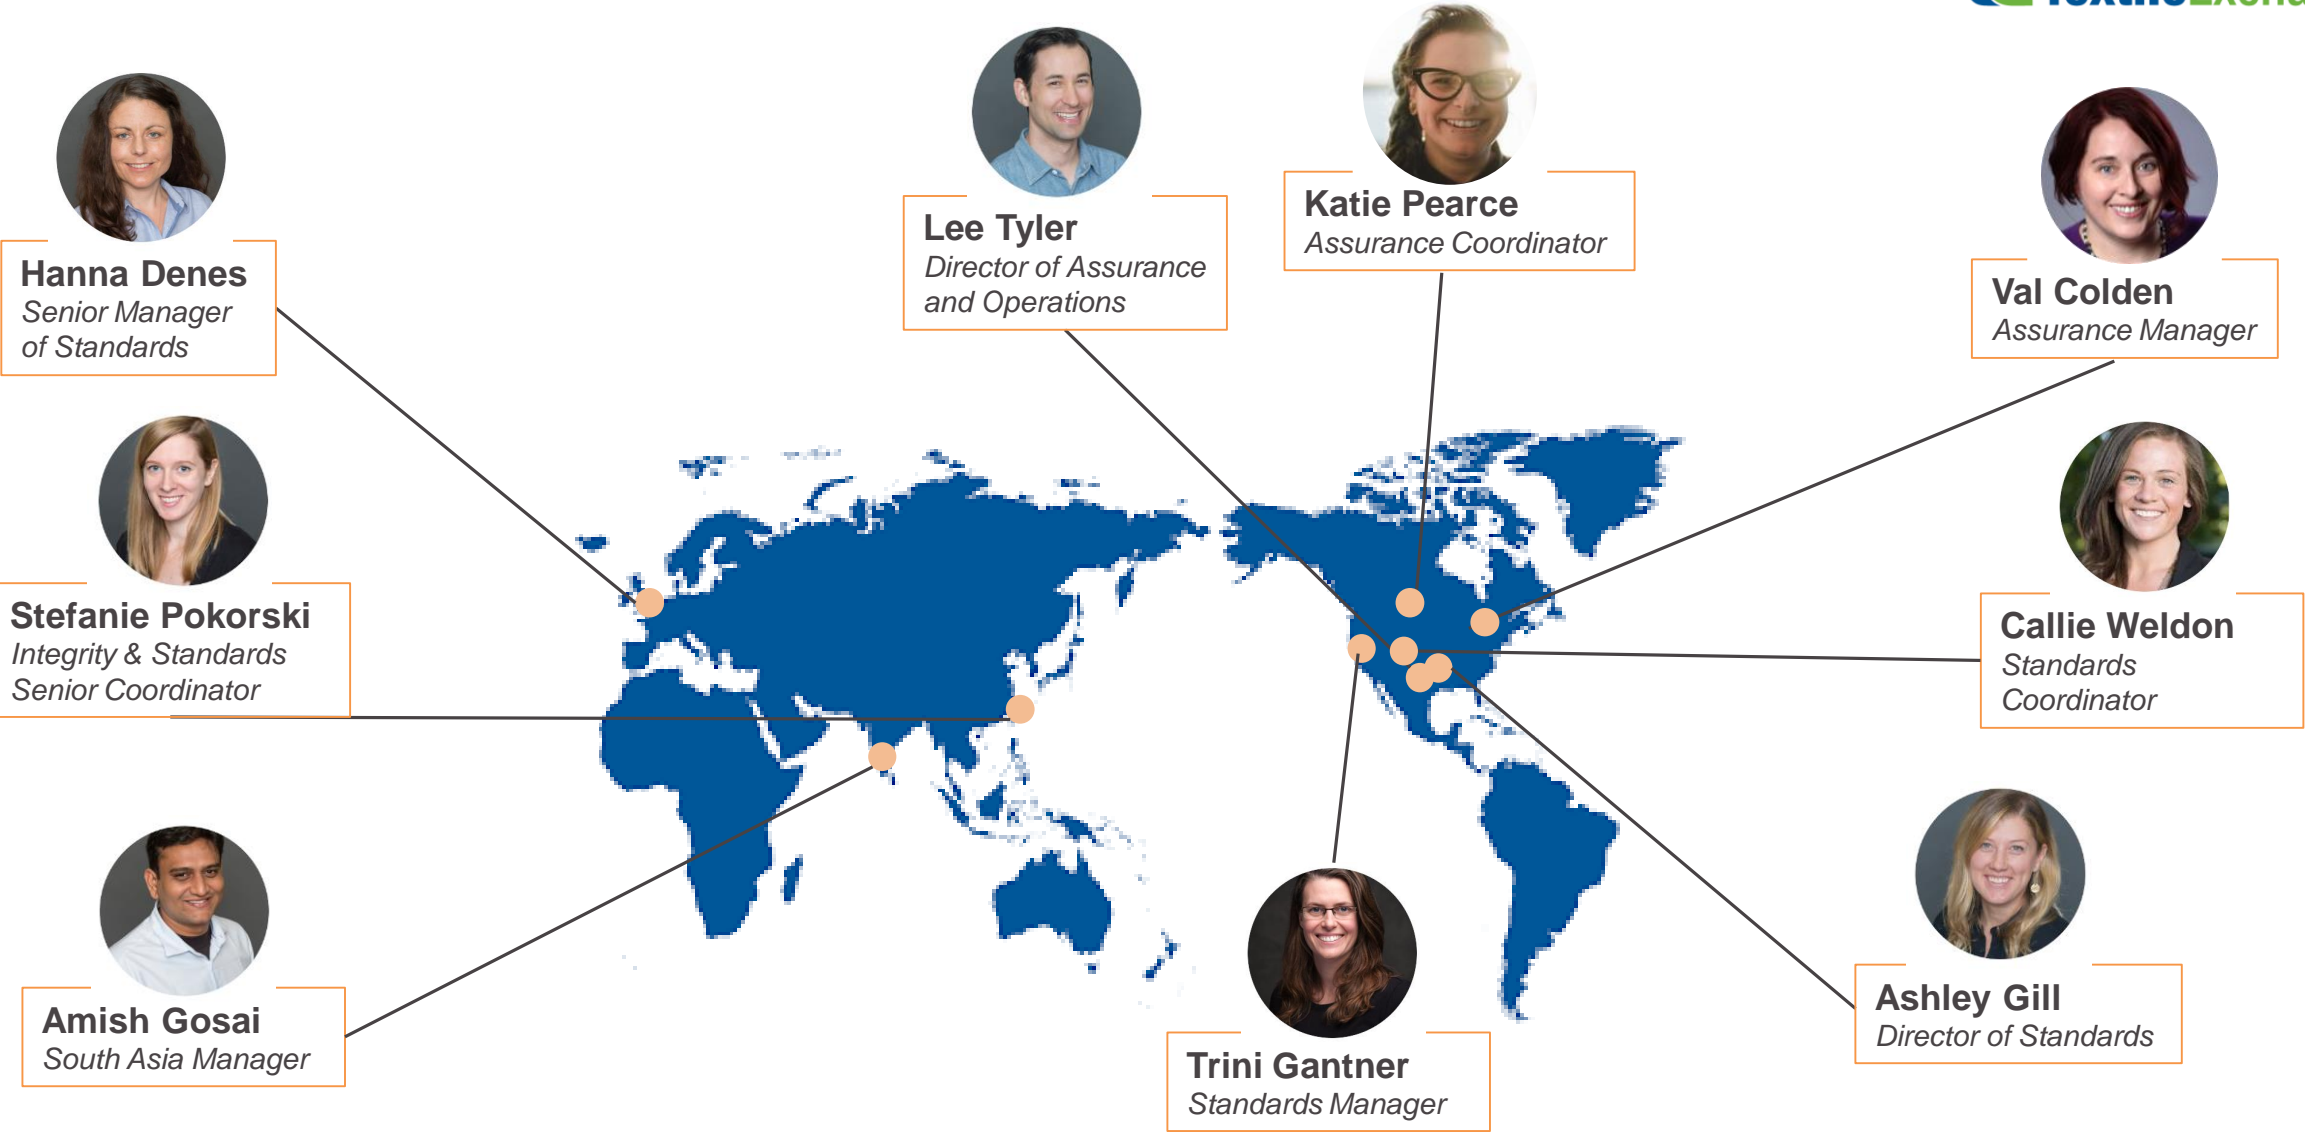 Hanna Denes
Senior Manager
of Standards
Lee Tyler
Director of Assurance
and Operations
Katie Pearce
Assurance Coordinator
Val Colden
Assurance Manager
Stefanie Pokorski
Integrity & Standards
Senior Coordinator
Callie Weldon
Standards
Coordinator
Amish Gosai
South Asia Manager
Trini Gantner
Standards Manager
Ashley Gill
Director of Standards